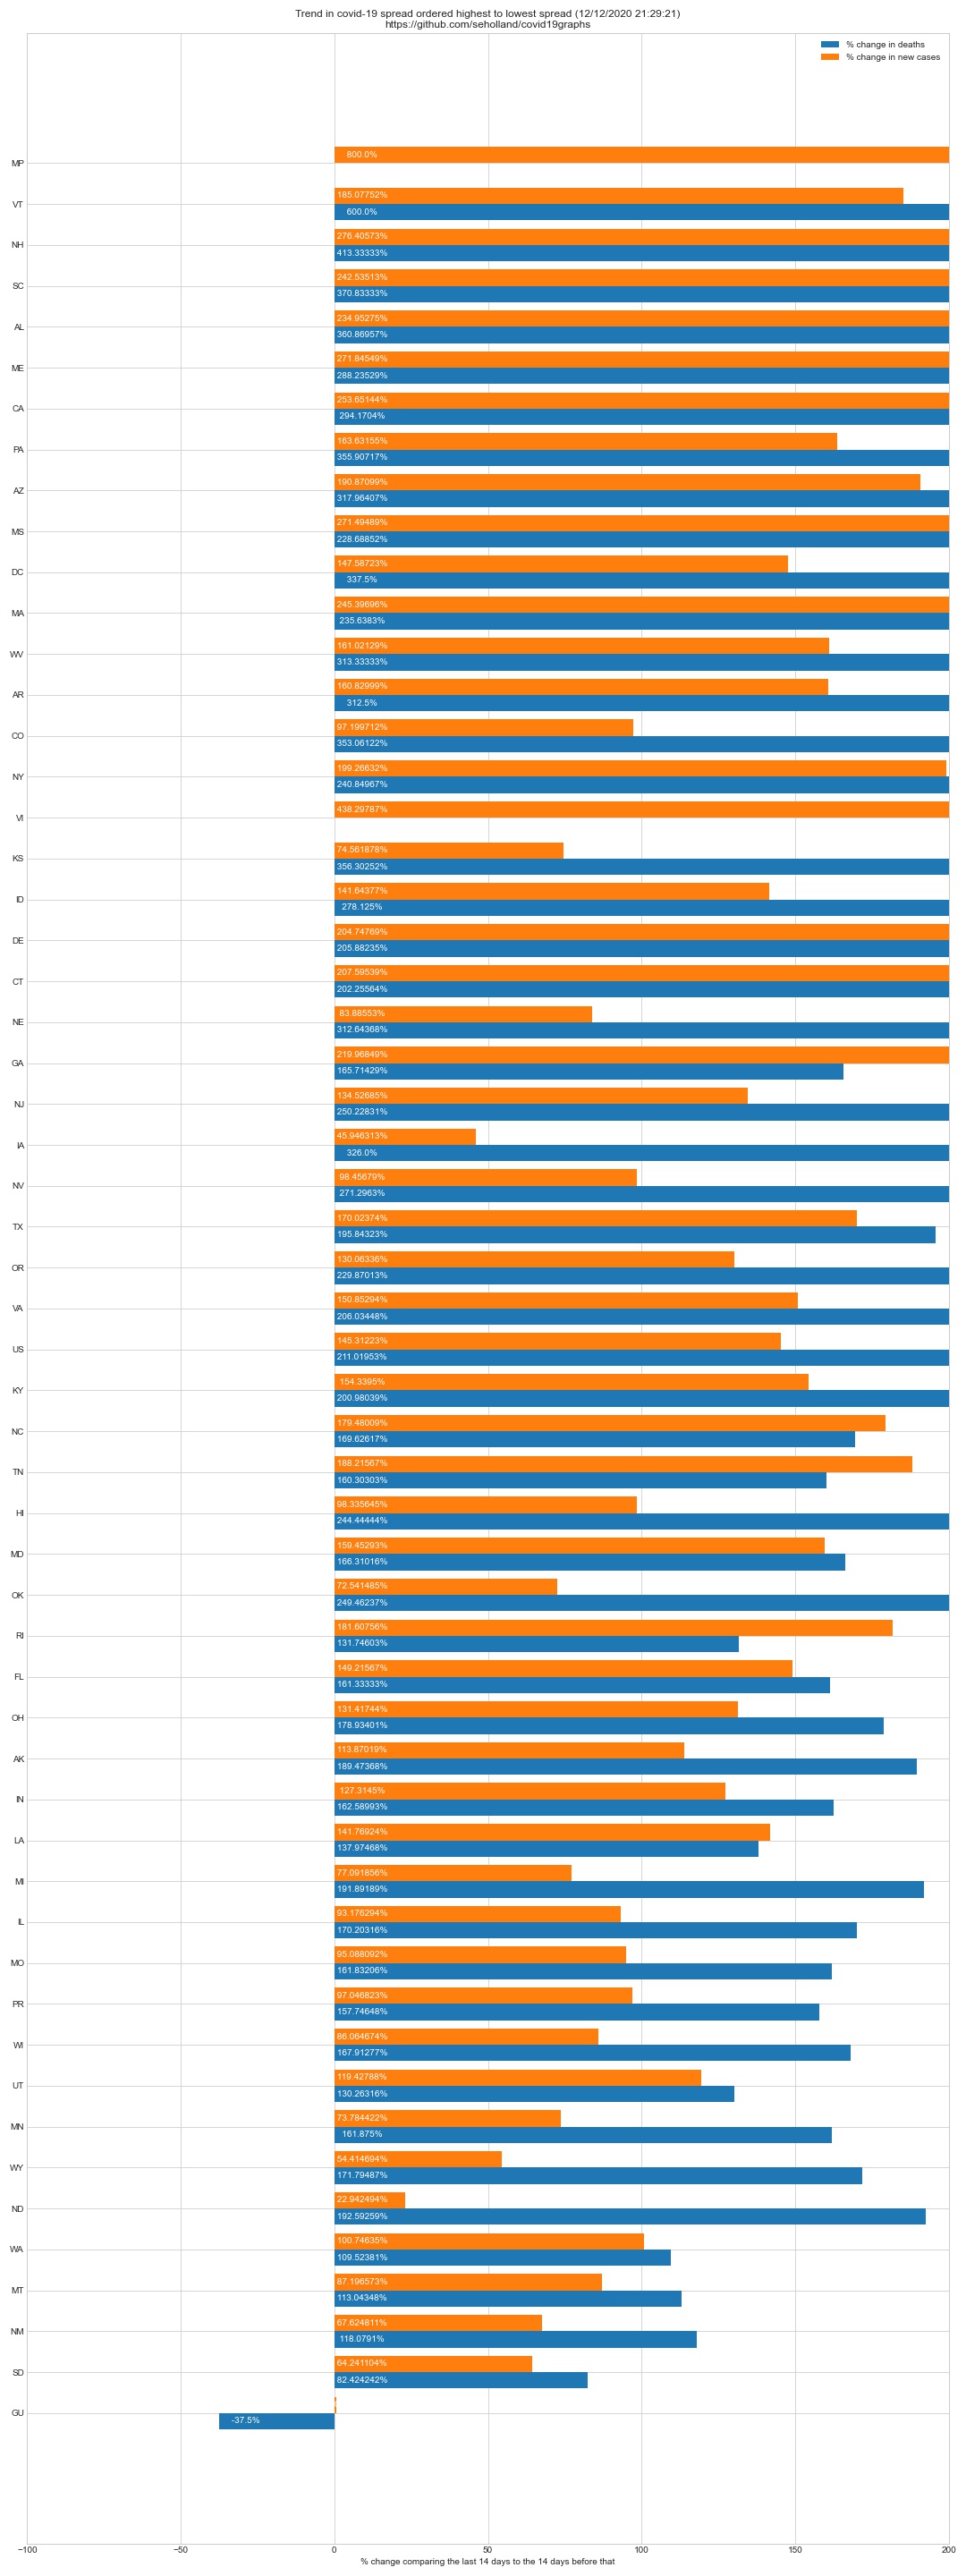 Trend in covid-19 spread ordered highest to lowest spread (12/12/2020 21:29:21)
https://github.com/seholland/covid19graphs
% change in deaths
% change in new cases
800.0%
MP
185.07752%
VT
600.0%
276.40573%
NH
413.33333%
242.53513%
SC
370.83333%
234.95275%
AL
360.86957%
271.84549%
ME
288.23529%
253.65144%
CA
294.1704%
163.63155%
PA
355.90717%
190.87099%
AZ
317.96407%
271.49489%
MS
228.68852%
147.58723%
DC
337.5%
245.39696%
MA
235.6383%
161.02129%
WV
313.33333%
160.82999%
AR
312.5%
97.199712%
CO
353.06122%
199.26632%
NY
240.84967%
438.29787%
VI
74.561878%
KS
356.30252%
141.64377%
ID
278.125%
204.74769%
DE
205.88235%
207.59539%
CT
202.25564%
83.88553%
NE
312.64368%
219.96849%
GA
165.71429%
134.52685%
NJ
250.22831%
45.946313%
IA
326.0%
98.45679%
NV
271.2963%
170.02374%
TX
195.84323%
130.06336%
OR
229.87013%
150.85294%
VA
206.03448%
145.31223%
US
211.01953%
154.3395%
KY
200.98039%
179.48009%
NC
169.62617%
188.21567%
TN
160.30303%
98.335645%
HI
244.44444%
159.45293%
MD
166.31016%
72.541485%
OK
249.46237%
181.60756%
RI
131.74603%
149.21567%
FL
161.33333%
131.41744%
OH
178.93401%
113.87019%
AK
189.47368%
127.3145%
IN
162.58993%
141.76924%
LA
137.97468%
77.091856%
MI
191.89189%
93.176294%
IL
170.20316%
95.088092%
MO
161.83206%
97.046823%
PR
157.74648%
86.064674%
WI
167.91277%
119.42788%
UT
130.26316%
73.784422%
MN
161.875%
54.414694%
WY
171.79487%
22.942494%
ND
192.59259%
100.74635%
WA
109.52381%
87.196573%
MT
113.04348%
67.624811%
NM
118.0791%
64.241104%
SD
82.424242%
GU
-37.5%
−100 −50 0 50 100 150 200
% change comparing the last 14 days to the 14 days before that